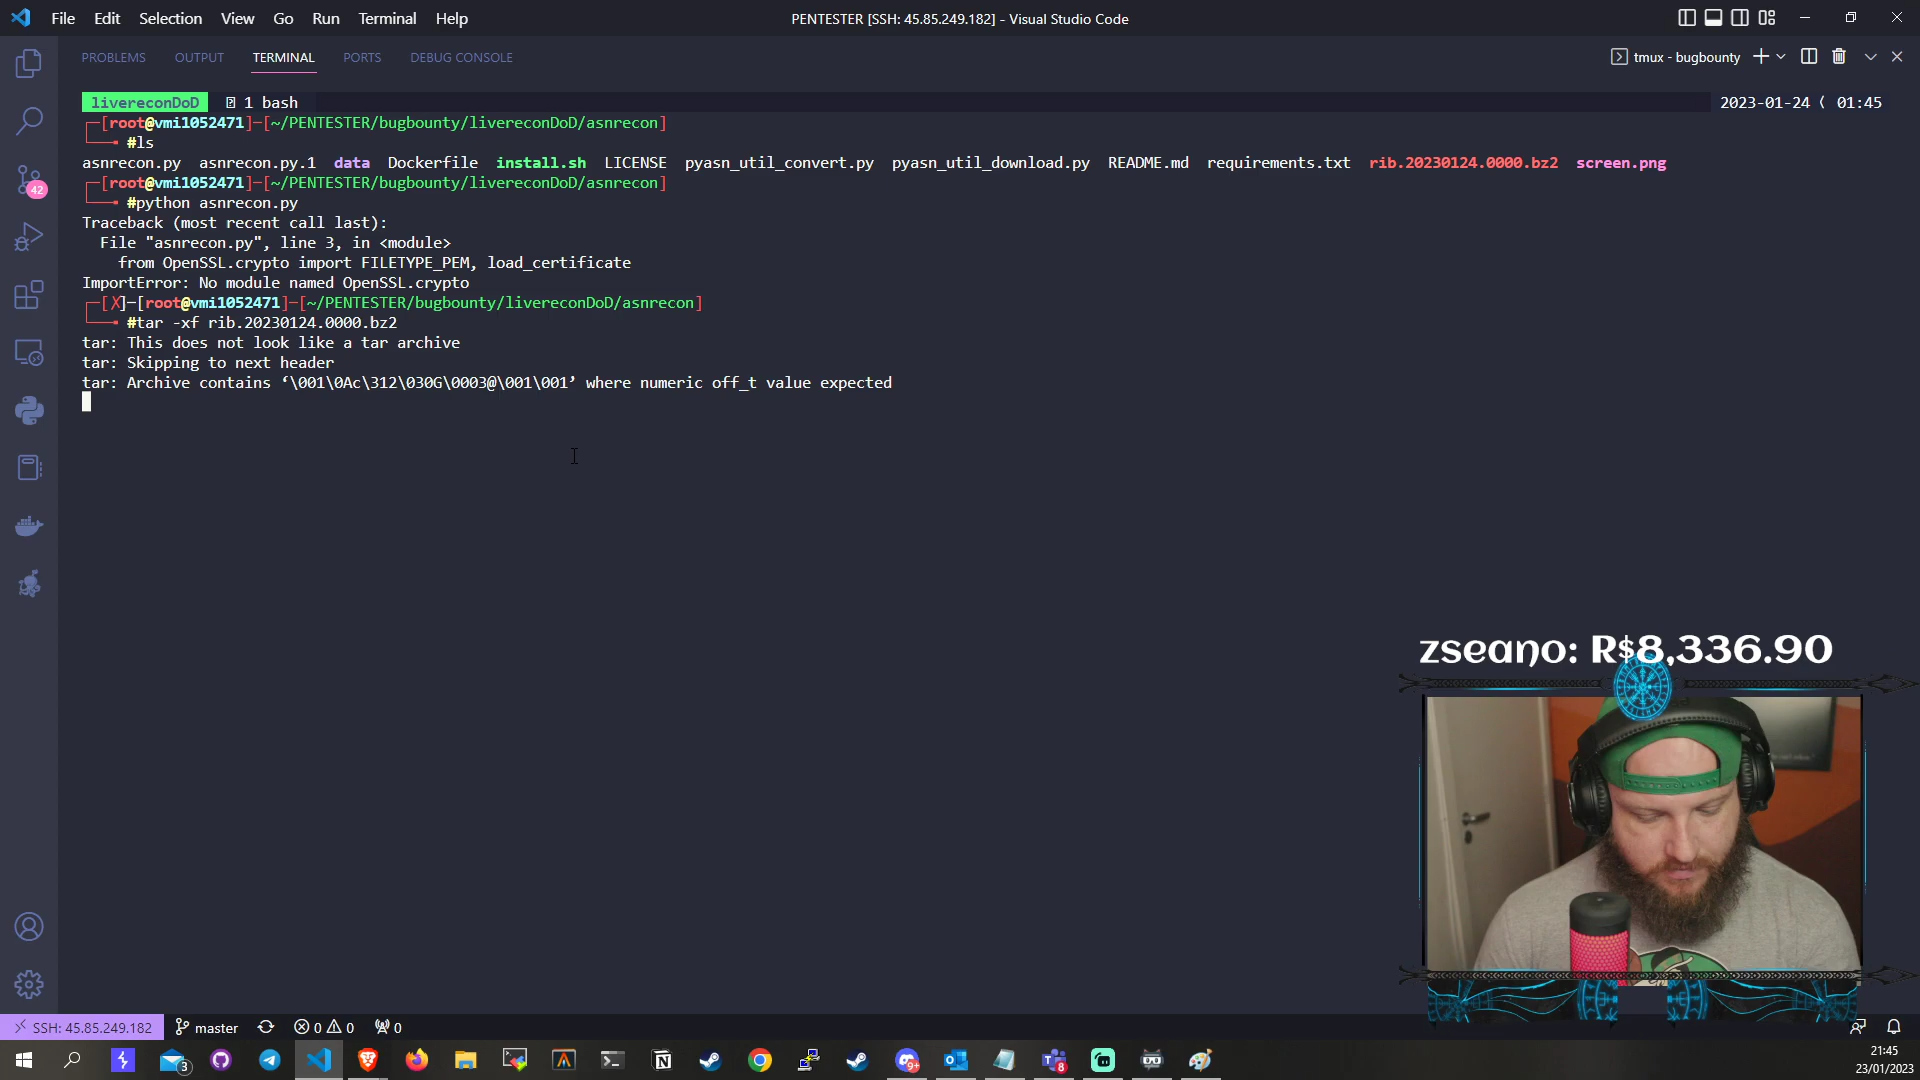 File Edit Selection View Go Run Terminal Help
PENTESTER [SSH: 45.85.249.182] - Visual Studio Code
PROBLEMS OUTPUT TERMINAL PORTS DEBUG CONSOLE
tmux - bugbounty
livereconDoD 1 bash
2023-01-24 ⟨ 01:45
┌─[root@vmi1052471]─[~/PENTESTER/bugbounty/livereconDoD/asnrecon]
└──╼ #ls
asnrecon.py asnrecon.py.1 data Dockerfile install.sh LICENSE pyasn_util_convert.py pyasn_util_download.py README.md requirements.txt rib.20230124.0000.bz2 screen.png
┌─[root@vmi1052471]─[~/PENTESTER/bugbounty/livereconDoD/asnrecon]
└──╼ #python asnrecon.py
Traceback (most recent call last):
File "asnrecon.py", line 3, in <module>
from OpenSSL.crypto import FILETYPE_PEM, load_certificate
ImportError: No module named OpenSSL.crypto
┌─[✗]─[root@vmi1052471]─[~/PENTESTER/bugbounty/livereconDoD/asnrecon]
└──╼ #tar -xf rib.20230124.0000.bz2
tar: This does not look like a tar archive
tar: Skipping to next header
tar: Archive contains ‘\001\0Ac\312\030G\0003@\001\001’ where numeric off_t value expected
42
zseano: R$8,336.90
SSH: 45.85.249.182 master 0 0 0
3
9+
8
21:45
23/01/2023